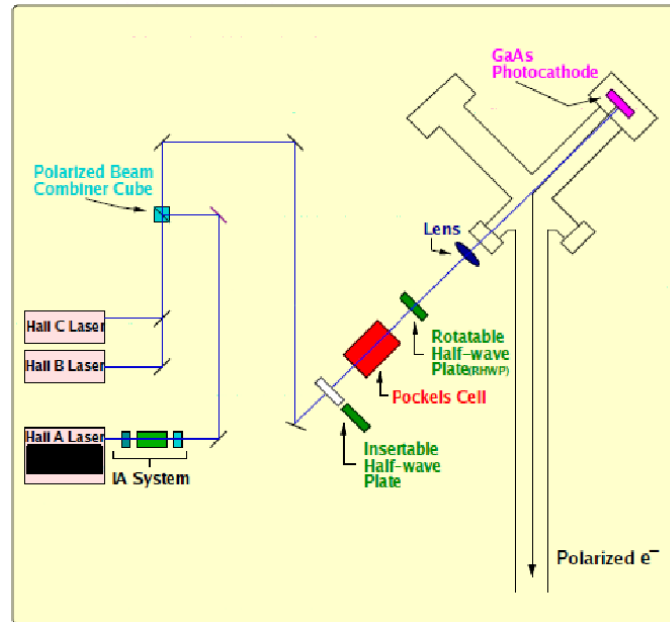 GaAs
Photocathode
Polarized Beam
Combiner Cube
Lens
Hall C Laser
Hall B Laser
Rotatable
Half-wave
Plate(RHWP)
Pockels Cell
Hall A Laser
IA System
Insertable
Half-wave
Plate
Polarized e−